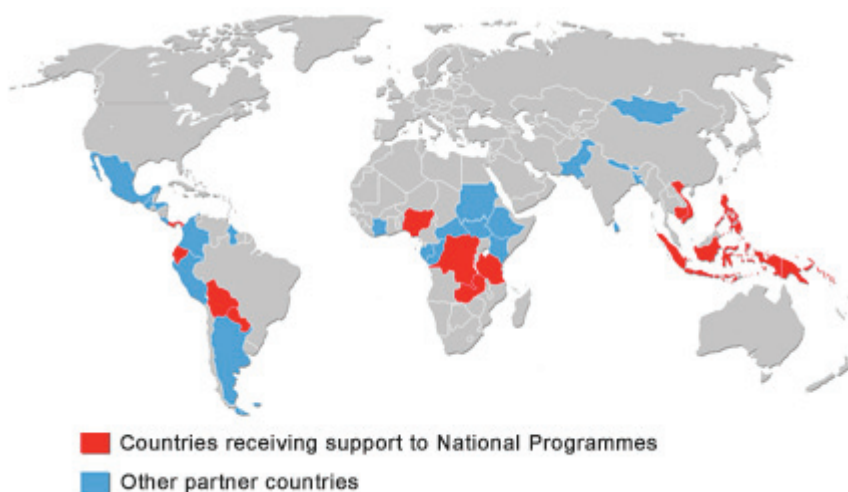 Countries receiving support to National Programmes
Other partner countries